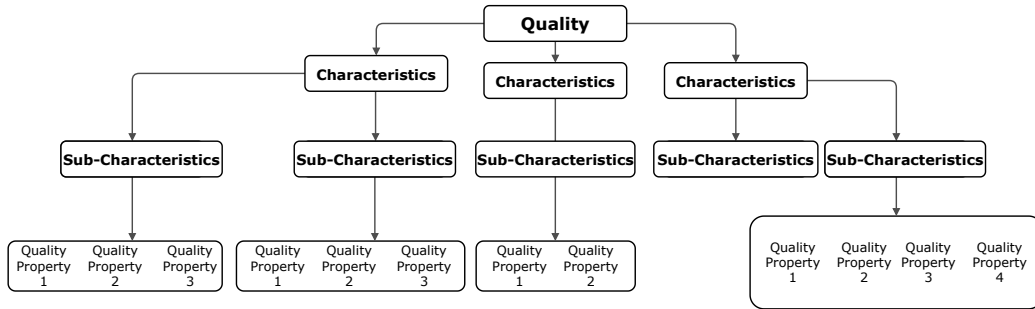 Quality
Characteristics
Characteristics
Characteristics
Sub-Characteristics
Sub-Characteristics
Sub-Characteristics
Sub-Characteristics
Sub-Characteristics
Quality Quality Quality
Property Property Property
1 2 3
Quality Quality Quality
Property Property Property
1 2 3
Quality Quality
Property Property
1 2
Quality Quality Quality Quality
Property Property Property Property
1 2 3 4